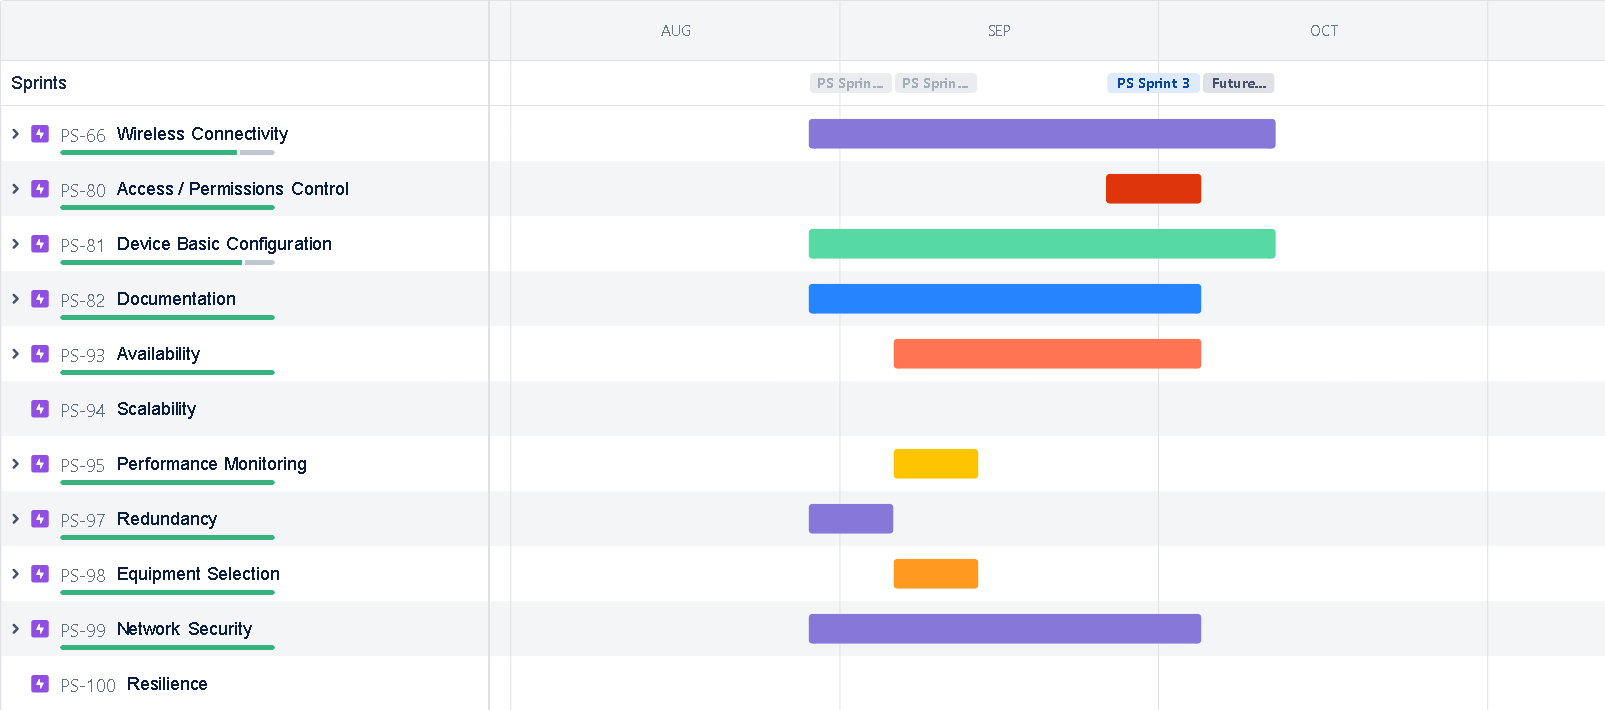 AUG SEP OCT
Sprints PS Sprin... PS Sprin... PS Sprint 3 Future...
PS-66 Wireless Connectivity
PS-80 Access / Permissions Control
PS-81 Device Basic Configuration
PS-82 Documentation
PS-93 Availability
PS-94 Scalability
PS-95 Performance Monitoring
PS-97 Redundancy
PS-98 Equipment Selection
PS-99 Network Security
PS-100 Resilience